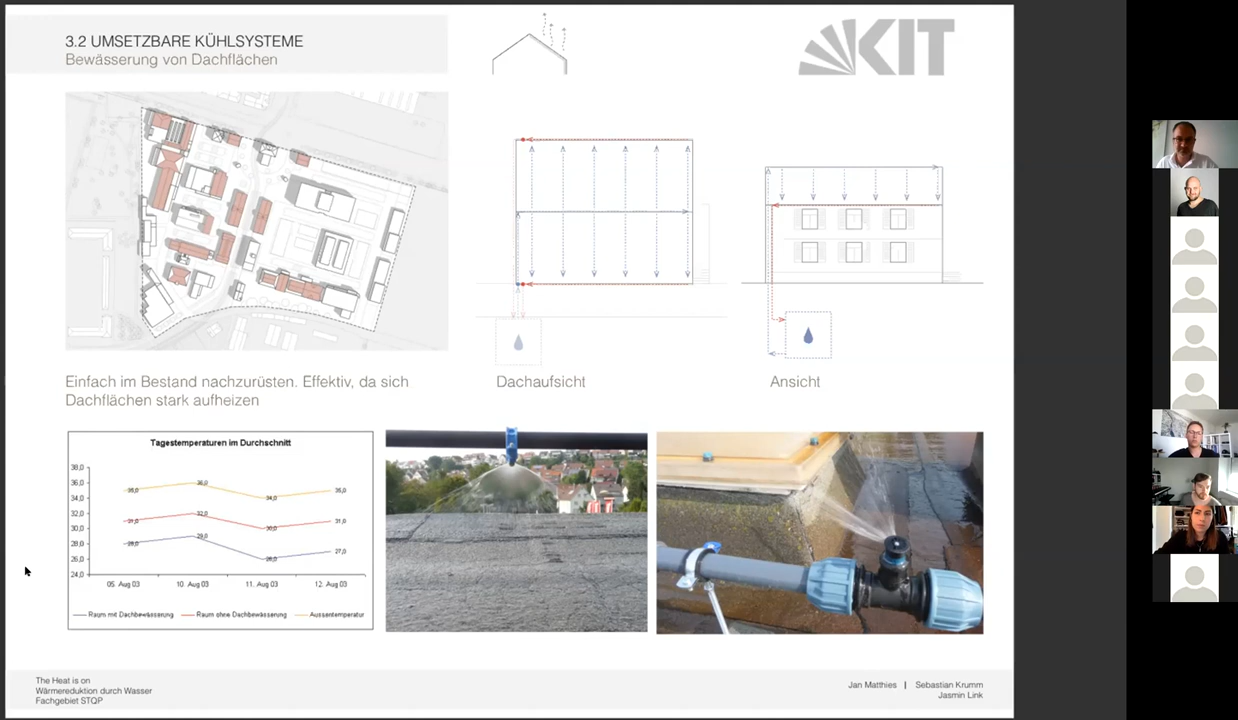 3.2 UMSETZBARE KÜHLSYSTEME
Bewässerung von Dachflächen
KIT
Einfach im Bestand nachzurüsten. Effektiv, da sich
Dachflächen stark aufheizen
Dachaufsicht
Ansicht
Tagestemperaturen im Durchschnitt
38,0
36,0
34,0
32,0
30,0
28,0
26,0
24,0
35,0
36,0
34,0
35,0
31,0
32,0
30,0
31,0
28,0
29,0
26,0
27,0
05. Aug 03
10. Aug 03
11. Aug 03
12. Aug 03
Raum mit Dachbewässerung
Raum ohne Dachbewässerung
Aussentemperatur
The Heat is on
Wärmereduktion durch Wasser
Fachgebiet STQP
Jan Matthies | Sebastian Krumm
Jasmin Link